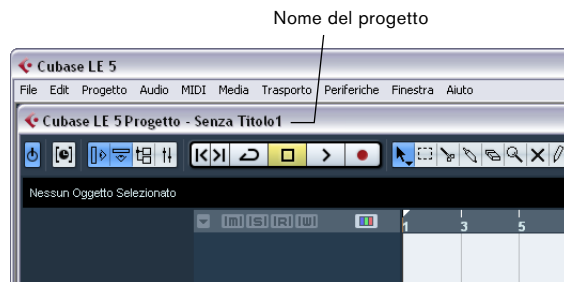 Nome del progetto
Cubase LE 5
File Edit Progetto Audio MIDI Media Trasporto Periferiche Finestra Aiuto
Cubase LE 5 Progetto - Senza Titolo1
Nessun Oggetto Selezionato
m s R W
1 3 5